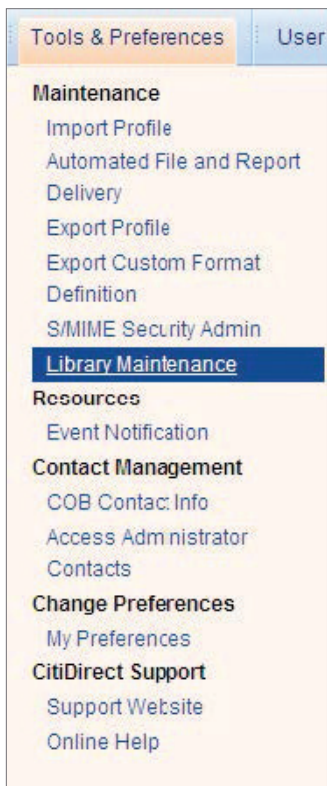 Tools & Preferences User
Maintenance
Import Profile
Automated File and Report
Delivery
Export Profile
Export Custom Format
Definition
S/MIME Security Admin
Library Maintenance
Resources
Event Notification
Contact Management
COB Contact Info
Access Administrator
Contacts
Change Preferences
My Preferences
CitiDirect Support
Support Website
Online Help